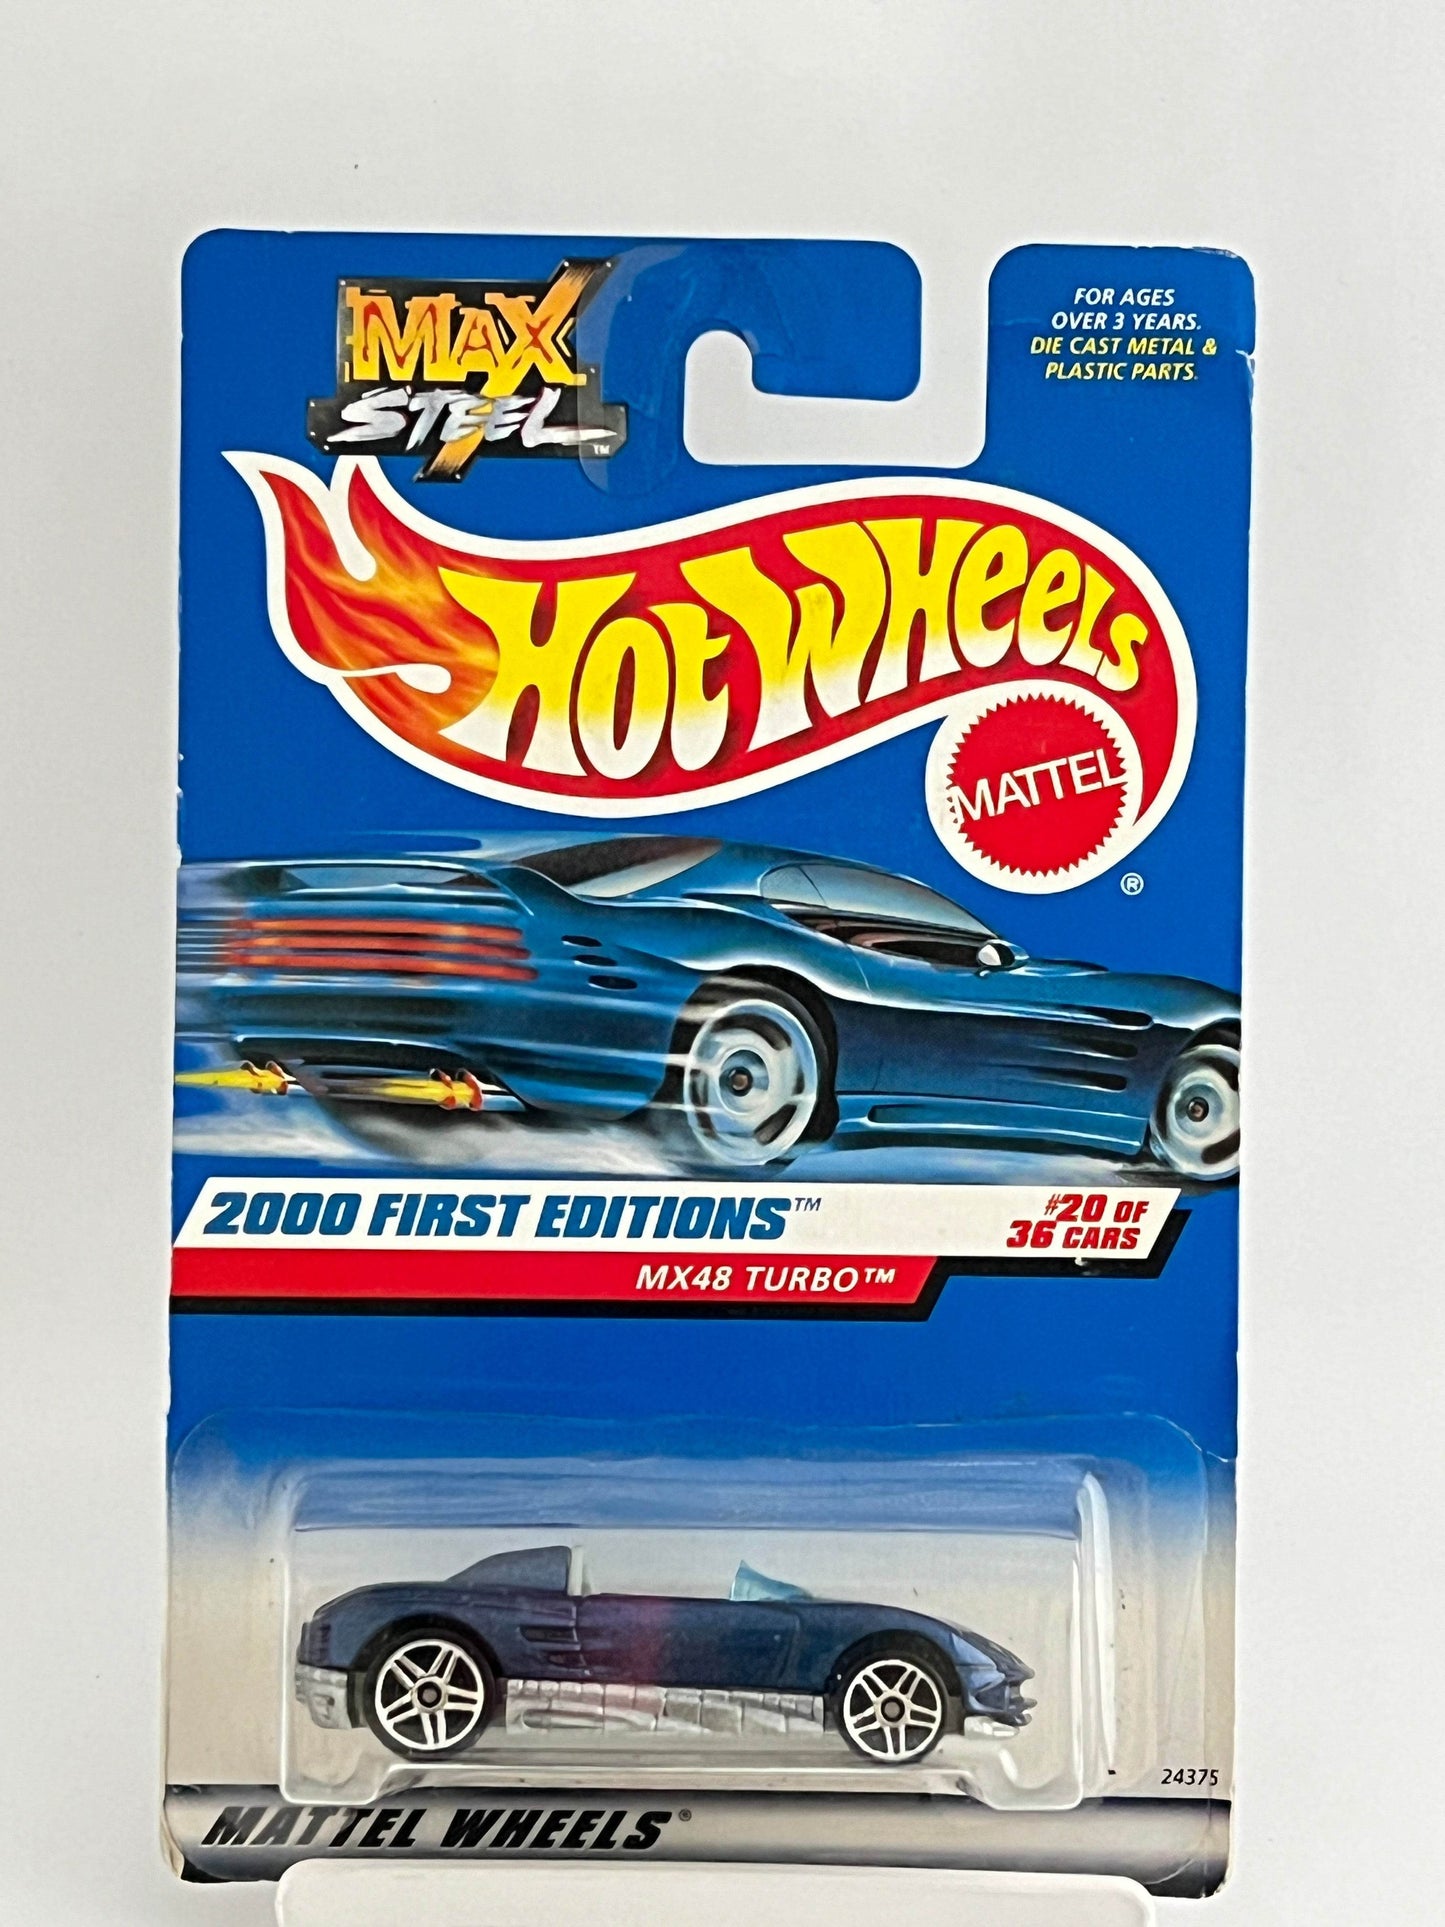 MAX
STEEL™
FOR AGES
OVER 3 YEARS.
DIE CAST METAL &
PLASTIC PARTS.
HOT WHEELS
MATTEL
®
2000 FIRST EDITIONS™
#20 OF
36 CARS
MX48 TURBO™
24375
MATTEL WHEELS®